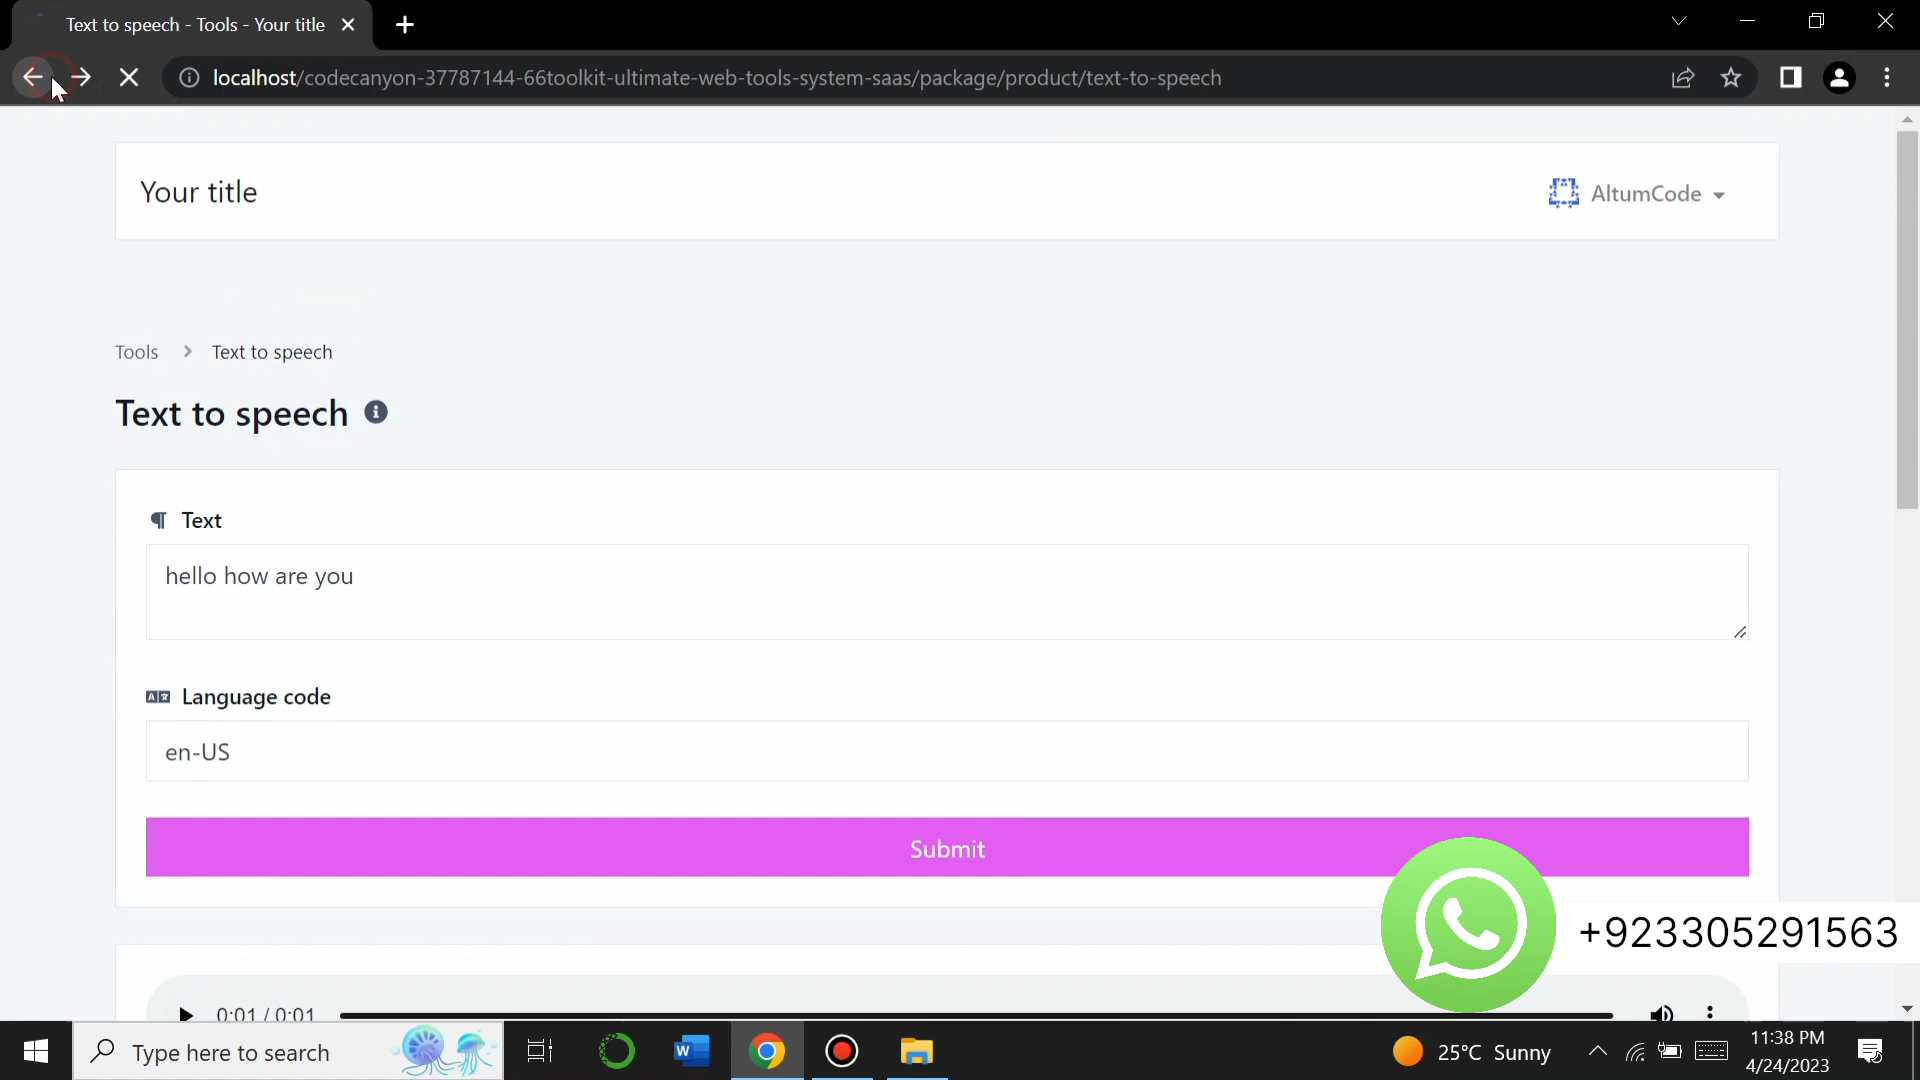 Text to speech - Tools - Your title
localhost/codecanyon-37787144-66toolkit-ultimate-web-tools-system-saas/package/product/text-to-speech
Your title
AltumCode
Tools > Text to speech
Text to speech
Text
hello how are you
Language code
en-US
Submit
+923305291563
0:01 / 0:01
Type here to search
25°C Sunny
11:38 PM
4/24/2023